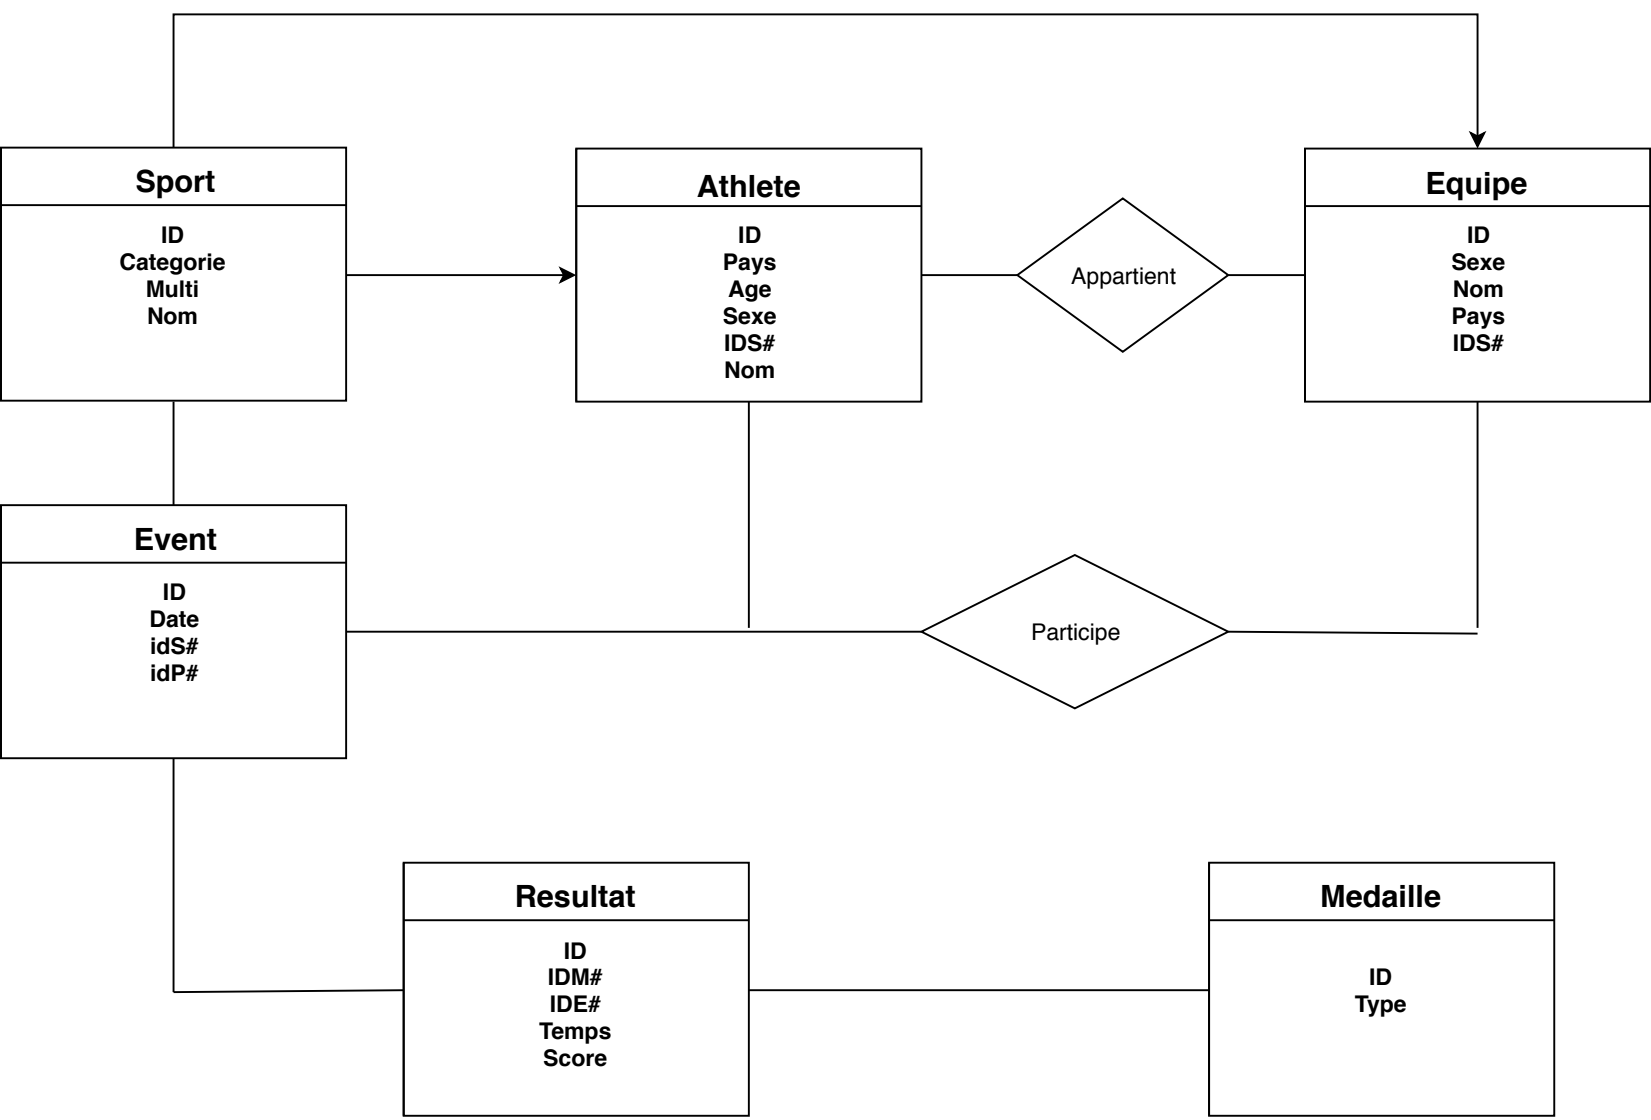 Sport
ID
Categorie
Multi
Nom
Athlete
ID
Pays
Age
Sexe
IDS#
Nom
Appartient
Equipe
ID
Sexe
Nom
Pays
IDS#
Event
ID
Date
idS#
idP#
Participe
Resultat
ID
IDM#
IDE#
Temps
Score
Medaille
ID
Type